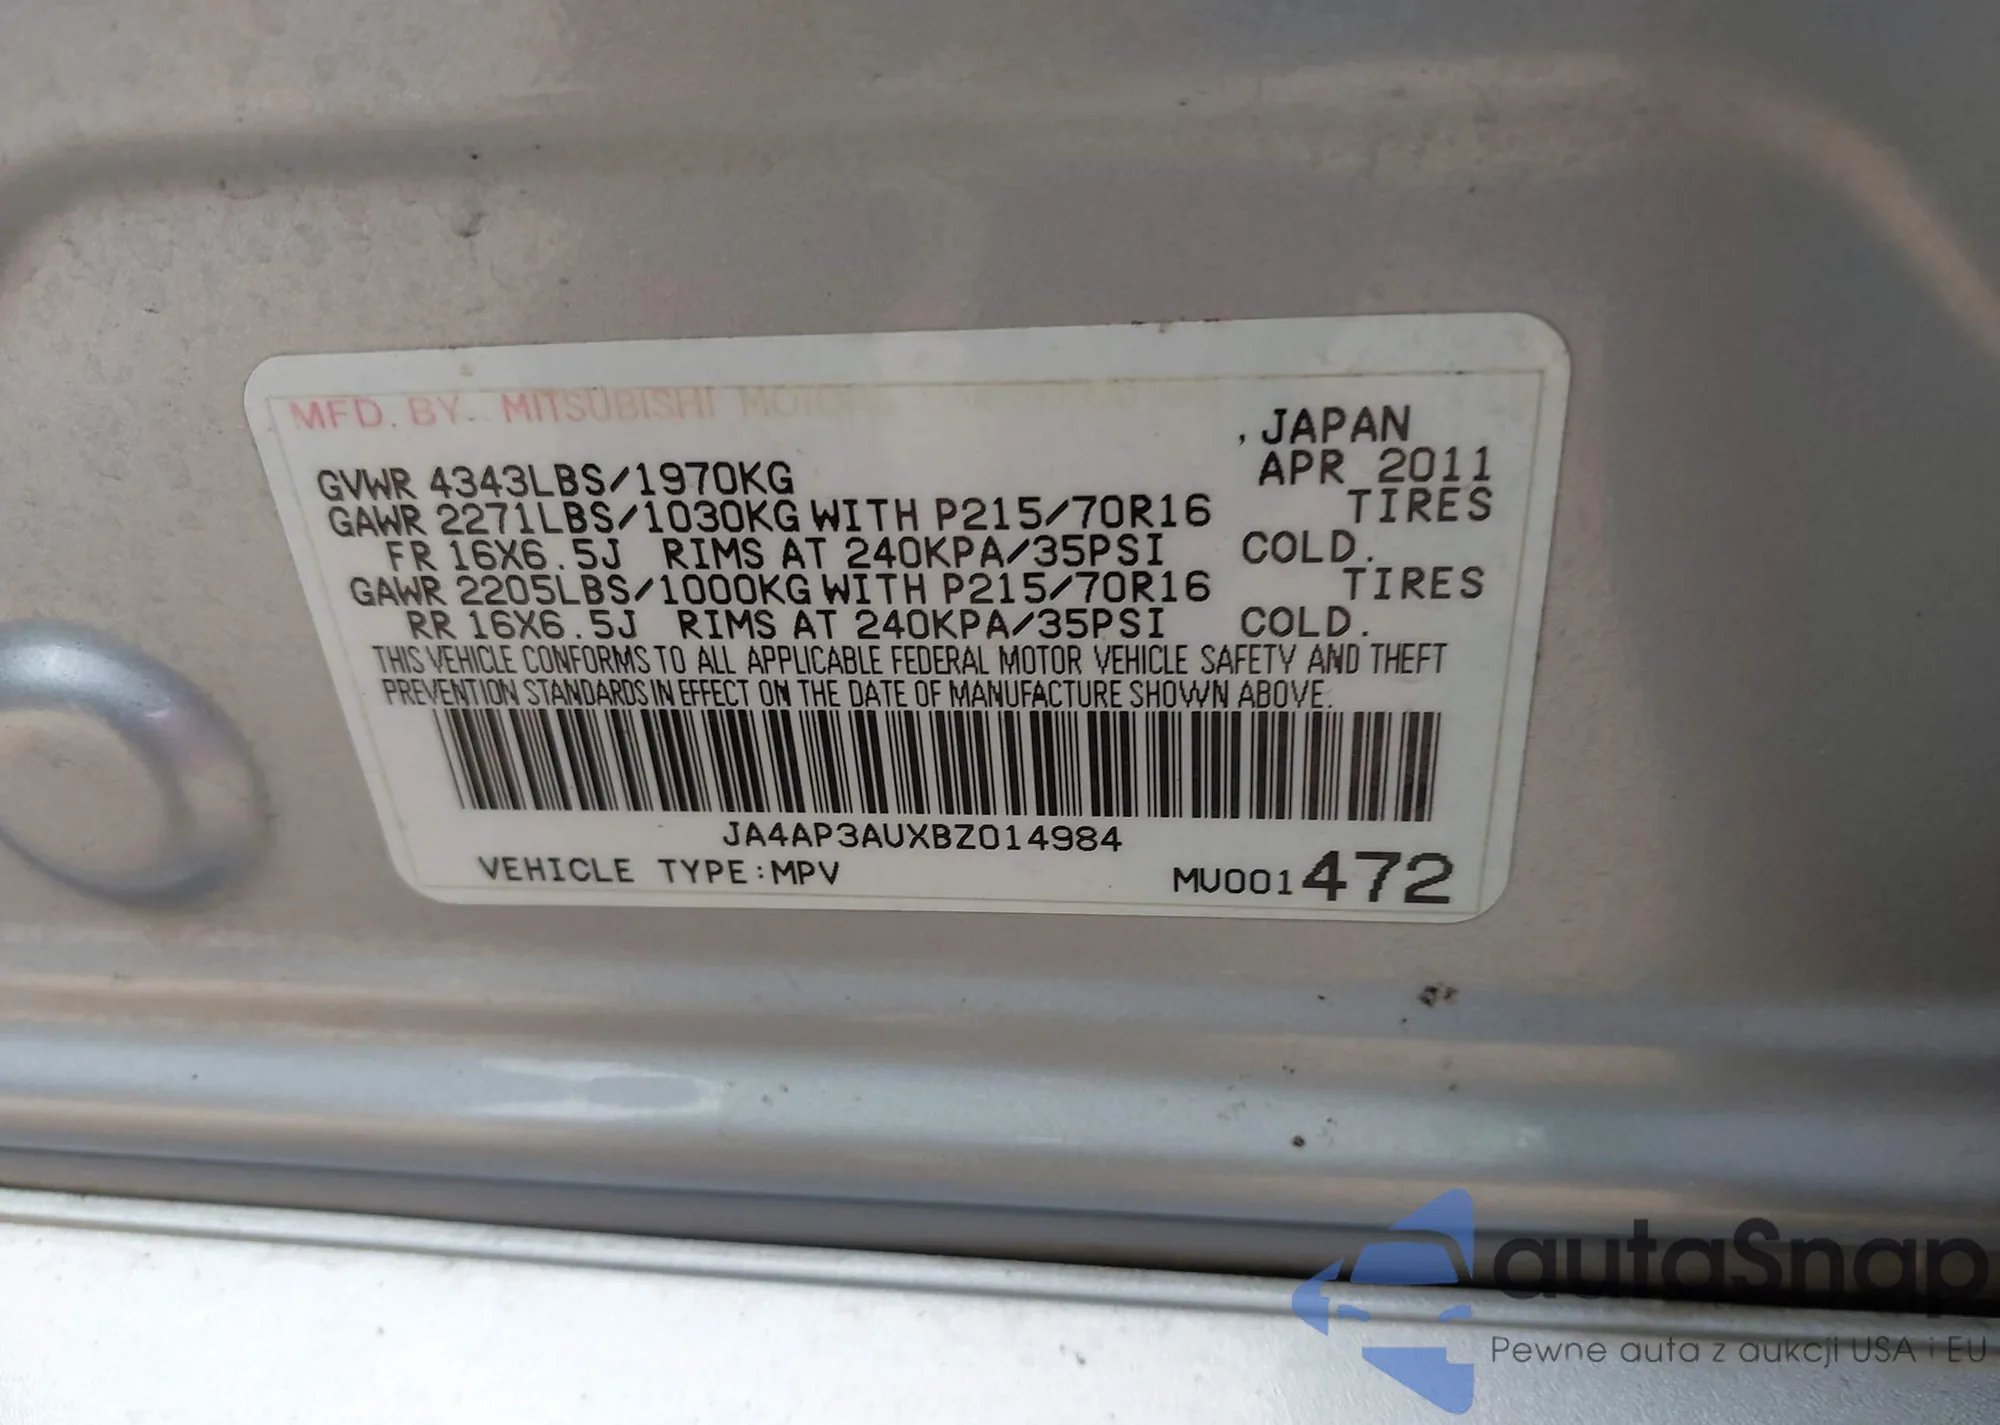 MFD. BY. MITSUBISHI MOTORS
, JAPAN
GVWR 4343LBS/1970KG APR 2011
GAWR 2271LBS/1030KG WITH P215/70R16 TIRES
FR 16X6.5J RIMS AT 240KPA/35PSI COLD.
GAWR 2205LBS/1000KG WITH P215/70R16 TIRES
RR 16X6.5J RIMS AT 240KPA/35PSI COLD.
THIS VEHICLE CONFORMS TO ALL APPLICABLE FEDERAL MOTOR VEHICLE SAFETY AND THEFT
PREVENTION STANDARDS IN EFFECT ON THE DATE OF MANUFACTURE SHOWN ABOVE.
JA4AP3AUXBZ014984
VEHICLE TYPE:MPV MU001472
autaSnap
Pewne auta z aukcji USA i EU